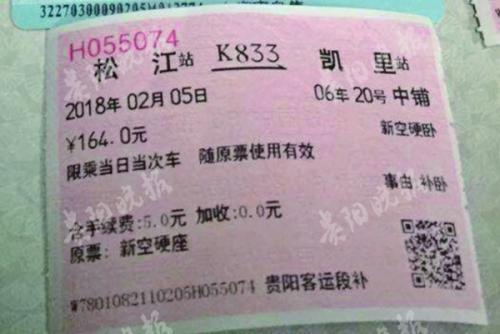 H055074
松江站 K833 凯里站
2018年02月05日 06车20号中铺
¥164.0元 新空硬卧
限乘当日当次车 随原票使用有效
事由:补卧
含手续费:5.0元 加收:0.0元
原票: 新空硬座
W7801082110205H055074 贵阳客运段补
贵阳晚报